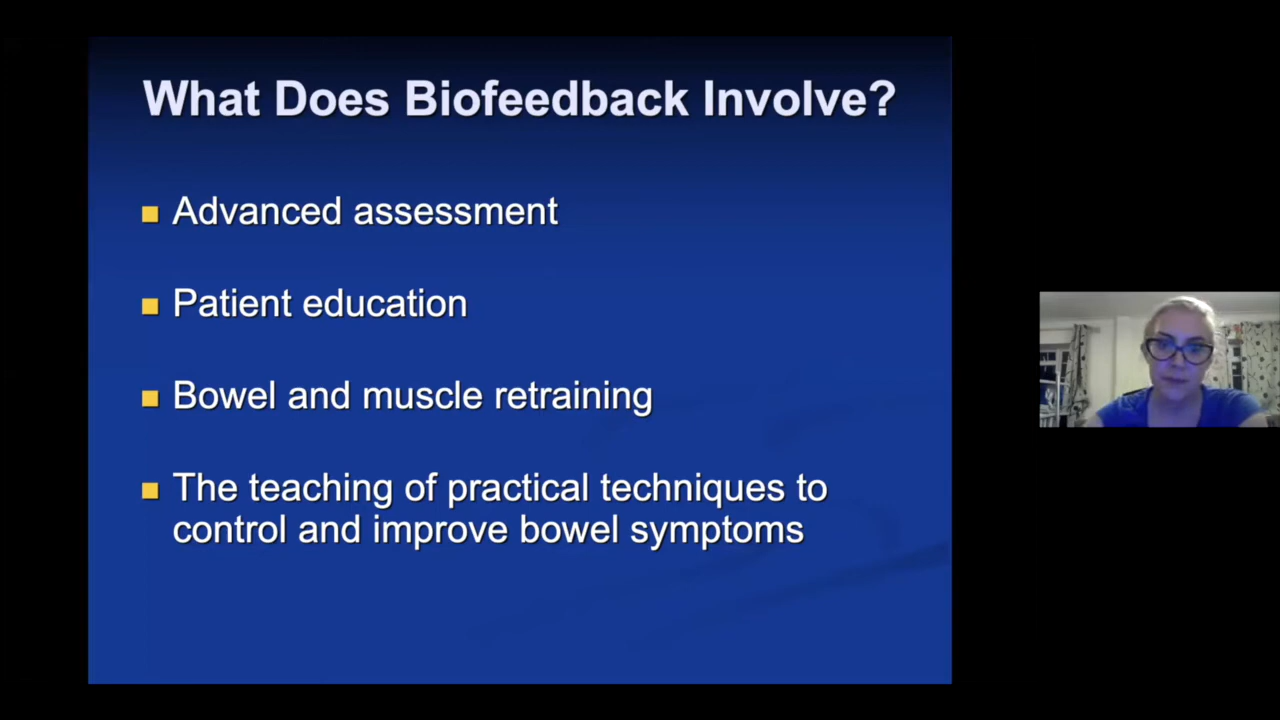 What Does Biofeedback Involve?
Advanced assessment
Patient education
Bowel and muscle retraining
The teaching of practical techniques to
control and improve bowel symptoms